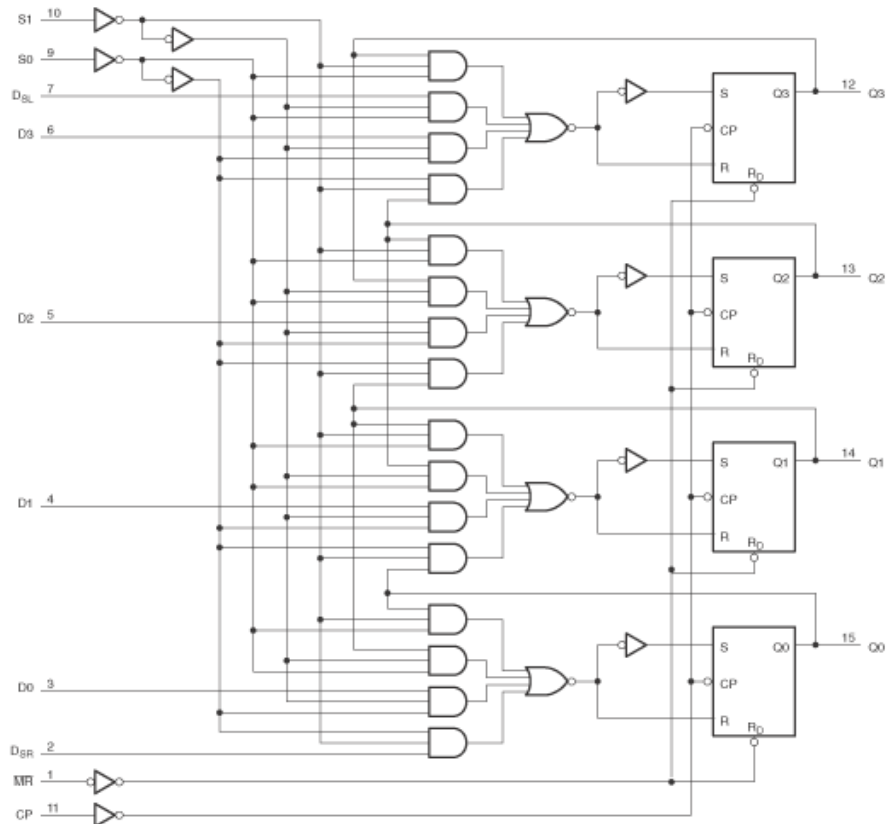 S1 10
S0 9
DSL 7
D3 6
S Q3 12 Q3
CP
R RD
S Q2 13 Q2
D2 5
CP
R RD
S Q1 14 Q1
D1 4
CP
R RD
S Q0 15 Q0
D0 3
CP
R RD
DSR 2
M̅R̅ 1
CP 11